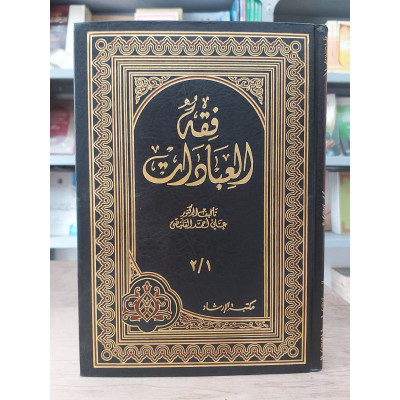 فقه
العبادات
تأليف الدكتور
علي أحمد القليصي
٢/١
مكتبة الإرشاد